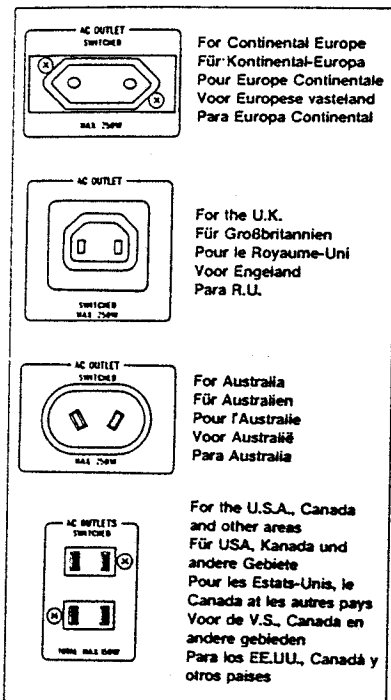 AC OUTLET
SWITCHED
MAX. 250W
For Continental Europe
Für Kontinental-Europa
Pour Europe Continentale
Voor Europese vasteland
Para Europa Continental
AC OUTLET
SWITCHED
MAX. 250W
For the U.K.
Für Großbritannien
Pour le Royaume-Uni
Voor Engeland
Para R.U.
AC OUTLET
SWITCHED
MAX. 250W
For Australia
Für Australien
Pour l'Australie
Voor Australië
Para Australia
AC OUTLETS
SWITCHED
TOTAL MAX. 150W
For the U.S.A., Canada
and other areas
Für USA, Kanada und
andere Gebiete
Pour les Estats-Unis, le
Canada at les autres pays
Voor de V.S., Canada en
andere gebieden
Para los EE.UU., Canadá y
otros paises